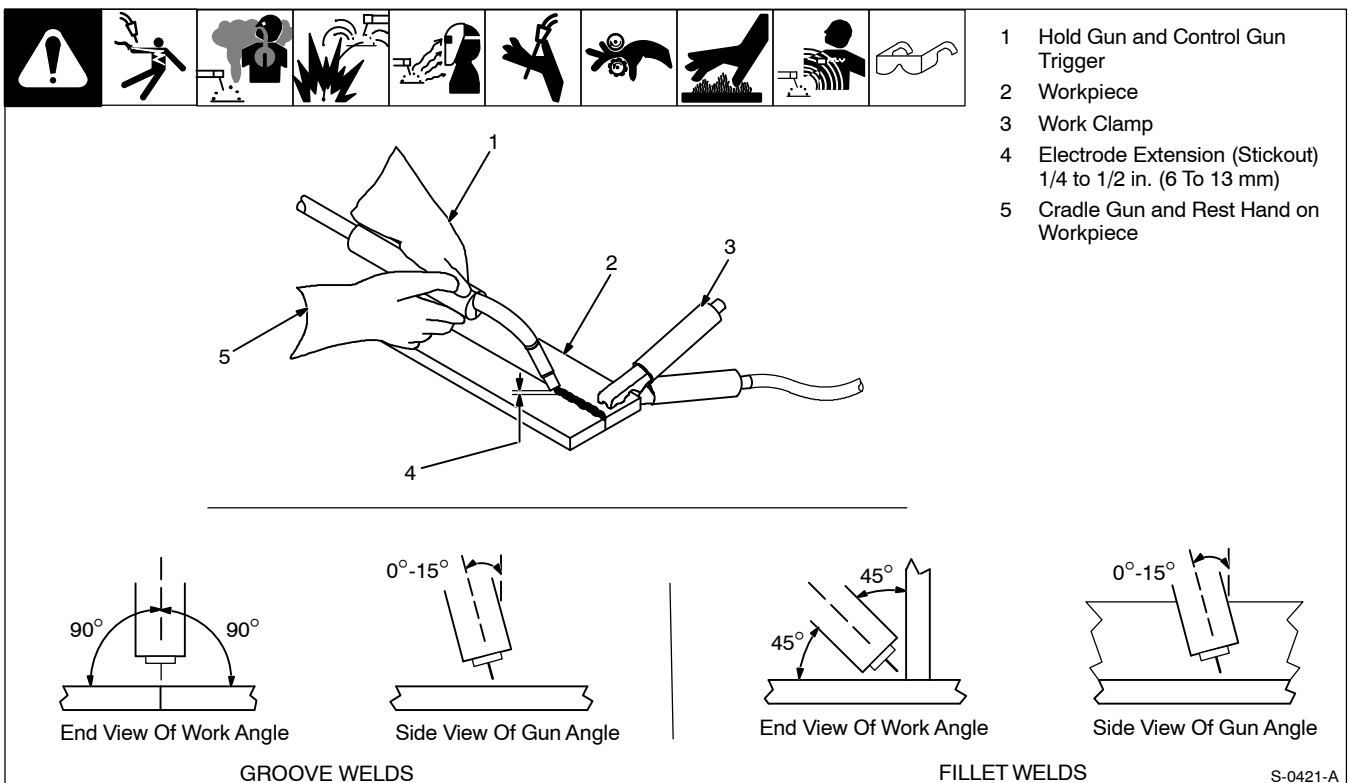 1 Hold Gun and Control Gun
Trigger
2 Workpiece
3 Work Clamp
4 Electrode Extension (Stickout)
1/4 to 1/2 in. (6 To 13 mm)
5 Cradle Gun and Rest Hand on
Workpiece
1
2
3
5
4
90° 90°
End View Of Work Angle
0°-15°
Side View Of Gun Angle
GROOVE WELDS
45°
45°
End View Of Work Angle
0°-15°
Side View Of Gun Angle
FILLET WELDS
S-0421-A